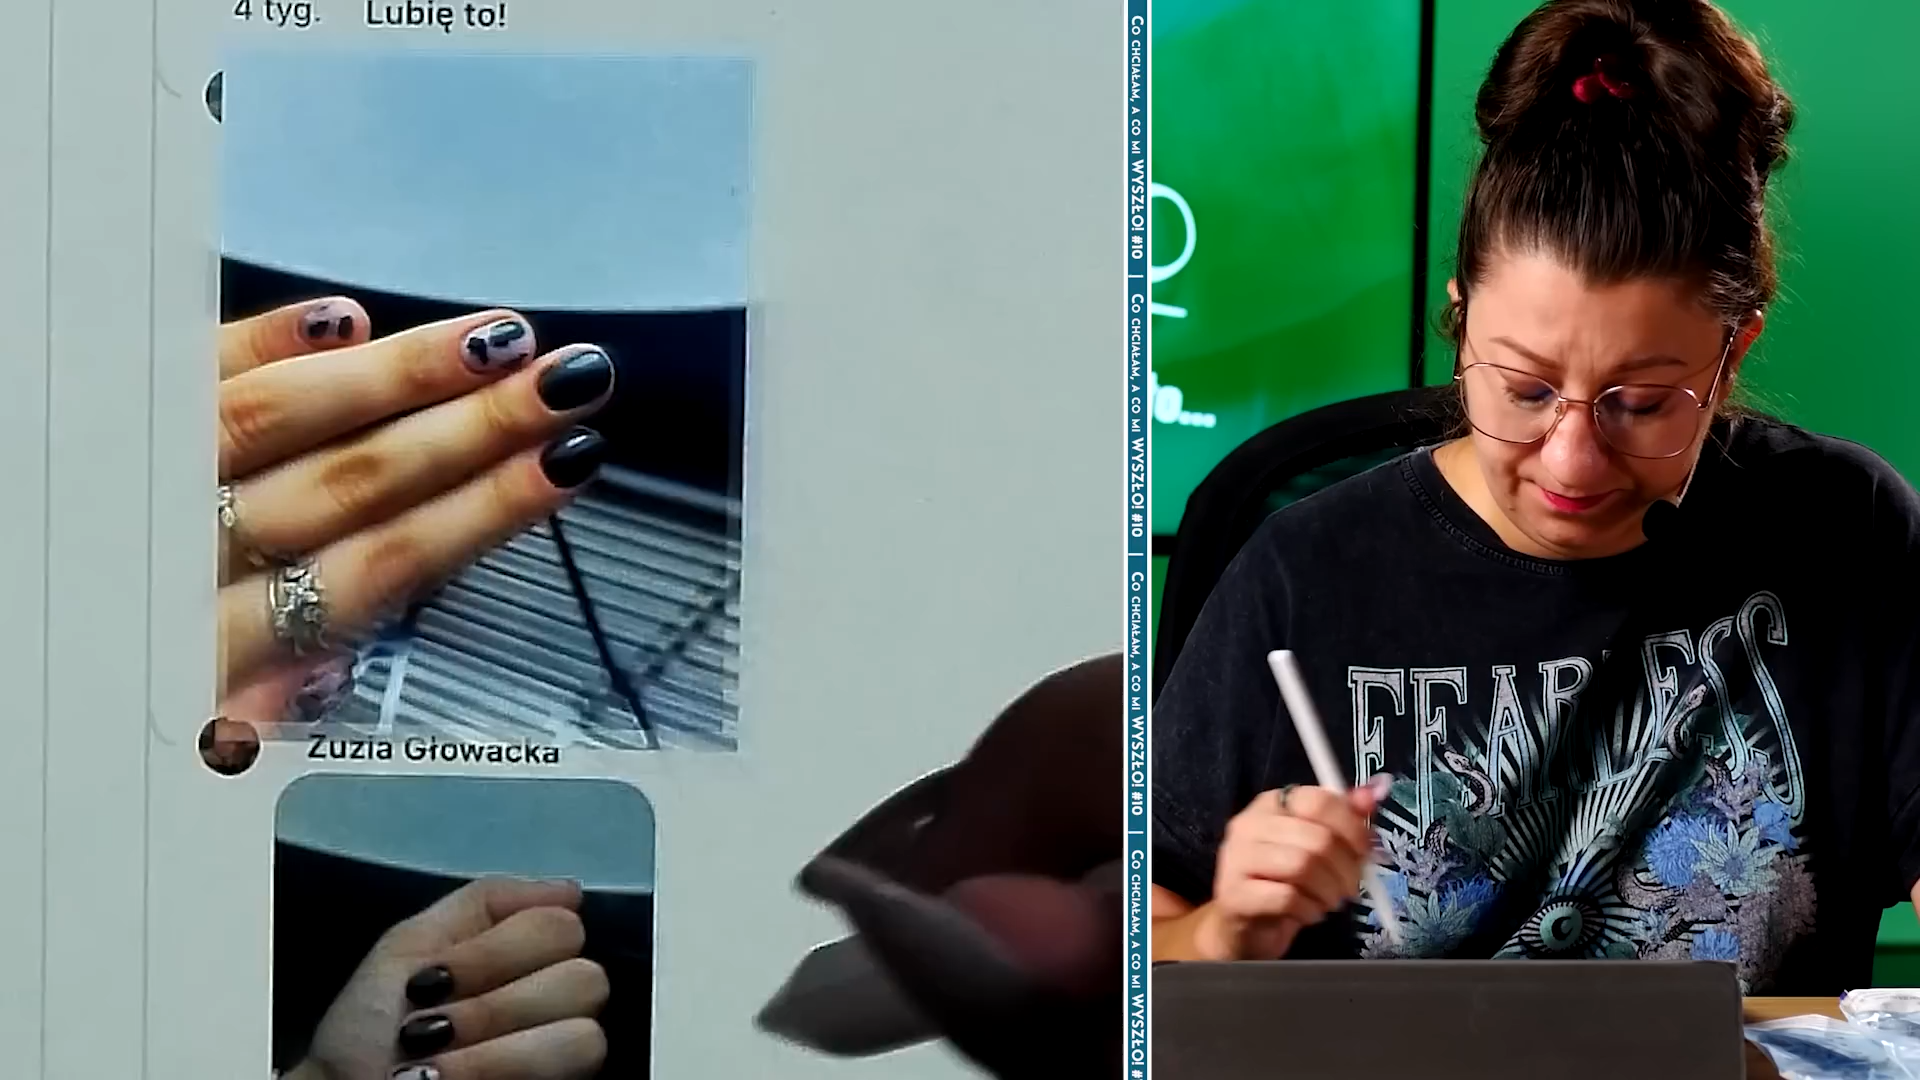 4 tyg. Lubię to!
Zuzia Głowacka
Co chciałam, a co mi WYSZŁO! #10 | Co chciałam, a co mi WYSZŁO! #10 | Co chciałam, a co mi WYSZŁO! #10 | Co chciałam, a co mi WYSZŁO! #
ło...
FEARLESS